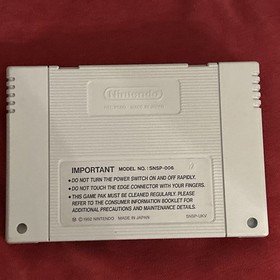 Nintendo
IMPORTANT MODEL NO.: SNSP-006
• DO NOT TURN THE POWER SWITCH ON AND OFF RAPIDLY.
• DO NOT TOUCH THE EDGE CONNECTOR WITH YOUR FINGERS.
• THIS GAME PAK MUST BE CLEANED REGULARLY. PLEASE
REFER TO THE CONSUMER INFORMATION BOOKLET FOR
ADDITIONAL PRECAUTIONS AND MAINTENANCE DETAILS.
© 1992 NINTENDO MADE IN JAPAN SNSP-UKV